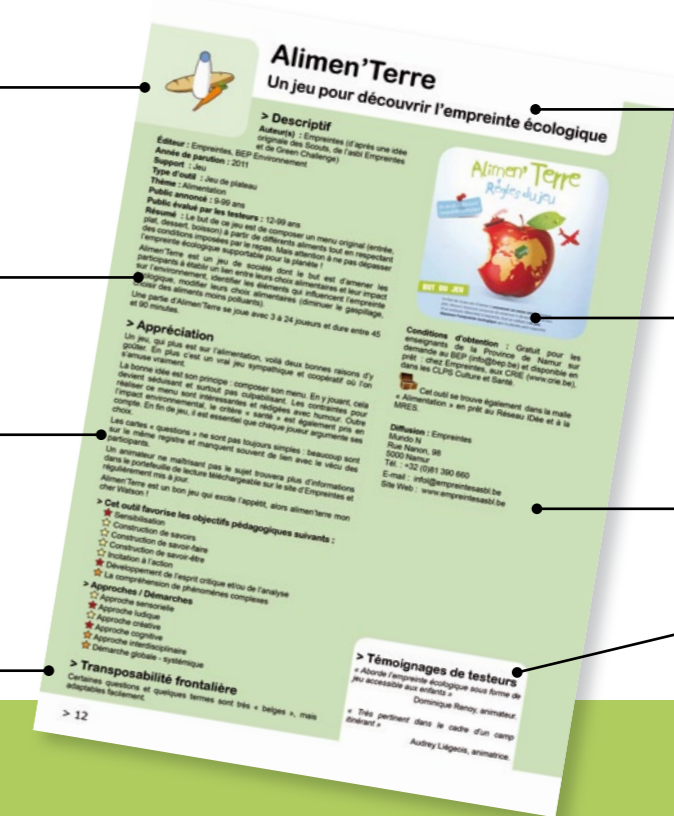 Alimen'Terre
Un jeu pour découvrir l'empreinte écologique
> Descriptif
Auteur(s) : Empreintes (d'après une idée
originale des Scouts, de l'asbl Empreintes
et de Green Challenge)
Éditeur : Empreintes, BEP Environnement
Année de parution : 2011
Support : Jeu
Type d'outil : Jeu de plateau
Thème : Alimentation
Public annoncé : 9-99 ans
Public évalué par les testeurs : 12-99 ans
Résumé : Le but de ce jeu est de composer un menu original (entrée,
plat, dessert, boisson) à partir de différents aliments tout en respectant
des conditions imposées par le repas. Mais attention à ne pas dépasser
l'empreinte écologique supportable pour la planète !
Alimen'Terre est un jeu de société dont le but est d'amener les
participants à établir un lien entre leurs choix alimentaires et leur impact
sur l'environnement, identifier les éléments qui influencent l'empreinte
écologique, modifier leurs choix alimentaires (diminuer le gaspillage,
choisir des aliments moins polluants).
Une partie d'Alimen'Terre se joue avec 3 à 24 joueurs et dure entre 45
et 90 minutes.
> Appréciation
Un jeu, qui plus est sur l'alimentation, voilà deux bonnes raisons d'y
goûter. En plus c'est un vrai jeu sympathique et coopératif où l'on
s'amuse vraiment.
La bonne idée est son principe : composer son menu. En y jouant, cela
devient séduisant et surtout pas culpabilisant. Les contraintes pour
réaliser ce menu sont intéressantes et rédigées avec humour. Outre
l'impact environnemental, le critère « santé » est également pris en
compte. En fin de jeu, il est essentiel que chaque joueur argumente ses
choix.
Les cartes « questions » ne sont pas toujours simples : beaucoup sont
sur le même registre et manquent souvent de lien avec le vécu des
participants.
Un animateur ne maîtrisant pas le sujet trouvera plus d'informations
dans le portefeuille de lecture téléchargeable sur le site d'Empreintes et
régulièrement mis à jour.
Alimen'Terre est un bon jeu qui excite l'appétit, alors alimen'terre mon
cher Watson !
> Cet outil favorise les objectifs pédagogiques suivants :
Sensibilisation
Construction de savoirs
Construction de savoir-faire
Construction de savoir-être
Incitation à l'action
Développement de l'esprit critique et/ou de l'analyse
La compréhension de phénomènes complexes
> Approches / Démarches
Approche sensorielle
Approche ludique
Approche créative
Approche cognitive
Approche interdisciplinaire
Démarche globale - systémique
> Transposabilité frontalière
Certaines questions et quelques termes sont très « belges », mais
adaptables facilement.
> 12
Alimen' Terre
Règles du jeu
BUT DU JEU
Conditions d'obtention : Gratuit pour les
enseignants de la Province de Namur sur
demande au BEP (info@bep.be) et disponible en
prêt : chez Empreintes, aux CRIE (www.crie.be),
dans les CLPS Culture et Santé.
Cet outil se trouve également dans la malle
« Alimentation » en prêt au Réseau IDée et à la
MRES.
Diffusion : Empreintes
Mundo N
Rue Nanon, 98
5000 Namur
Tél. : +32 (0)81 390 660
E-mail : info@empreintesasbl.be
Site Web : www.empreintesasbl.be
> Témoignages de testeurs
« Aborde l'empreinte écologique sous forme de
jeu accessible aux enfants »
Dominique Renoy, animateur.
« Très pertinent dans le cadre d'un camp
itinérant »
Audrey Liégeois, animatrice.